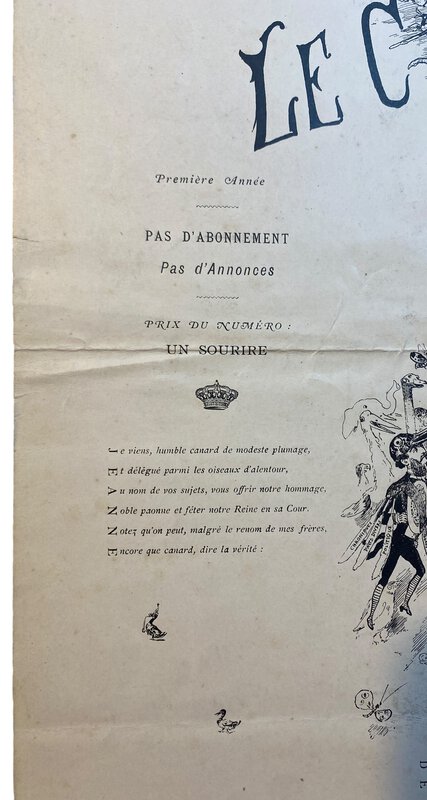 LE C
Première Année
PAS D'ABONNEMENT
Pas d'Annonces
PRIX DU NUMÉRO :
UN SOURIRE
Je viens, humble canard de modeste plumage,
Et délégué parmi les oiseaux d'alentour,
Au nom de vos sujets, vous offrir notre hommage,
Noble paonne et fêter notre Reine en sa Cour.
Notez qu'on peut, malgré le renom de mes frères,
Encore que canard, dire la vérité :
D
E